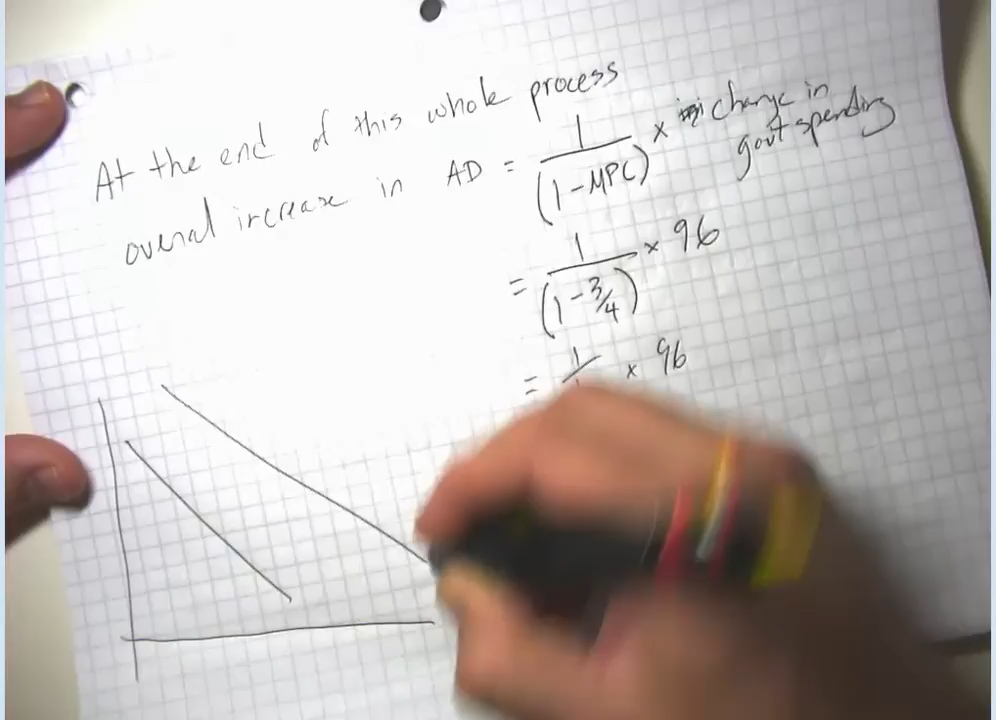 At the end of this whole process
overall increase in AD = 1/(1-MPC) × change in
govt spending
= 1/(1-3/4) × 96
= 1/ × 96